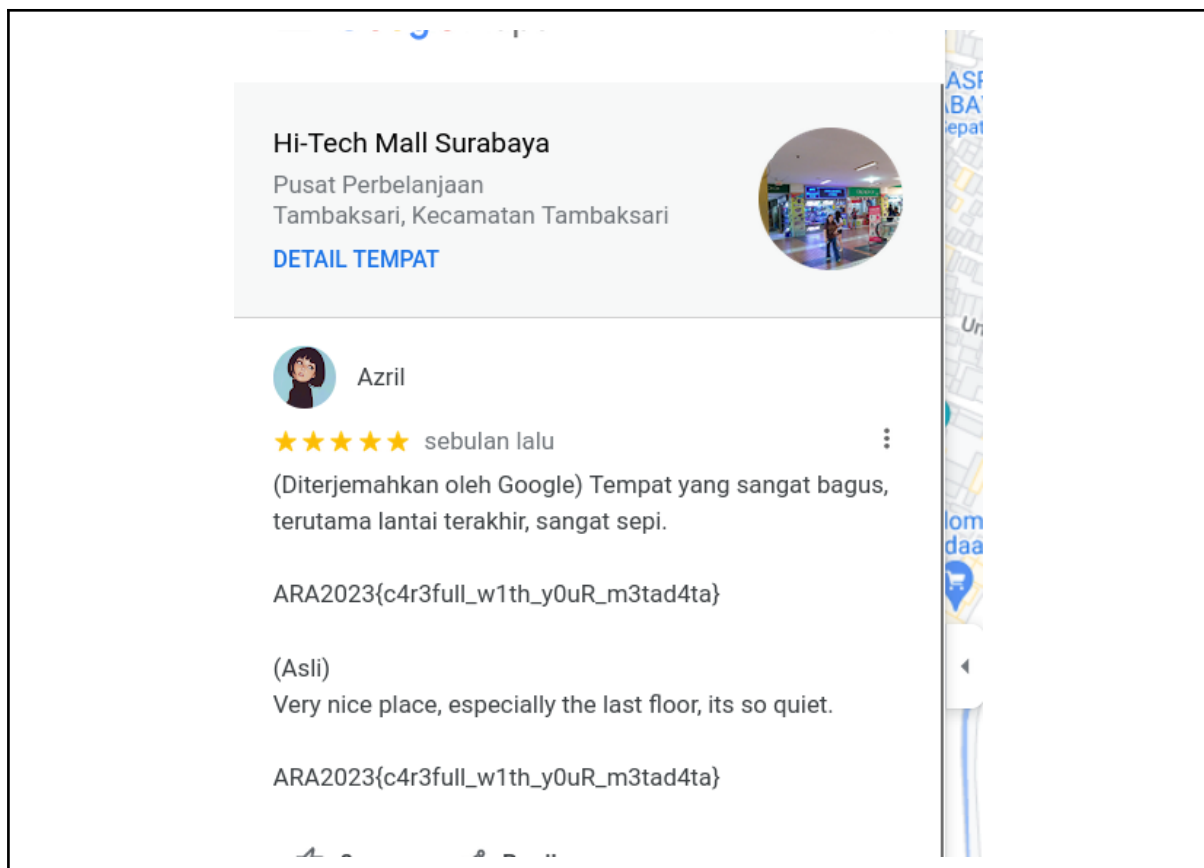 Hi-Tech Mall Surabaya
Pusat Perbelanjaan
Tambaksari, Kecamatan Tambaksari
DETAIL TEMPAT
Azril
sebulan lalu
(Diterjemahkan oleh Google) Tempat yang sangat bagus,
terutama lantai terakhir, sangat sepi.
ARA2023{c4r3full_w1th_y0uR_m3tad4ta}
(Asli)
Very nice place, especially the last floor, its so quiet.
ARA2023{c4r3full_w1th_y0uR_m3tad4ta}